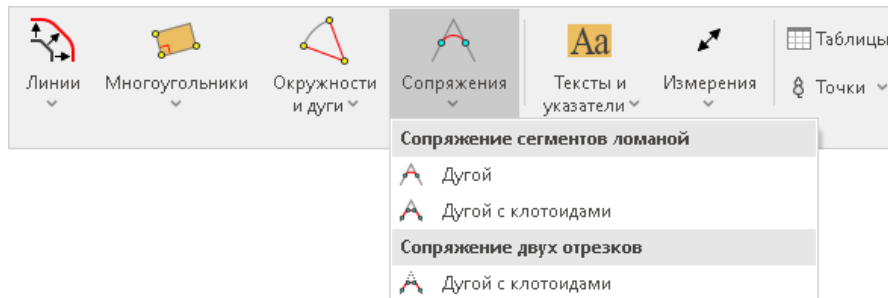 Линии
Многоугольники
Окружности
и дуги
Сопряжения
Aa
Тексты и
указатели
Измерения
Таблицы
Точки
Сопряжение сегментов ломаной
Дугой
Дугой с клотоидами
Сопряжение двух отрезков
Дугой с клотоидами